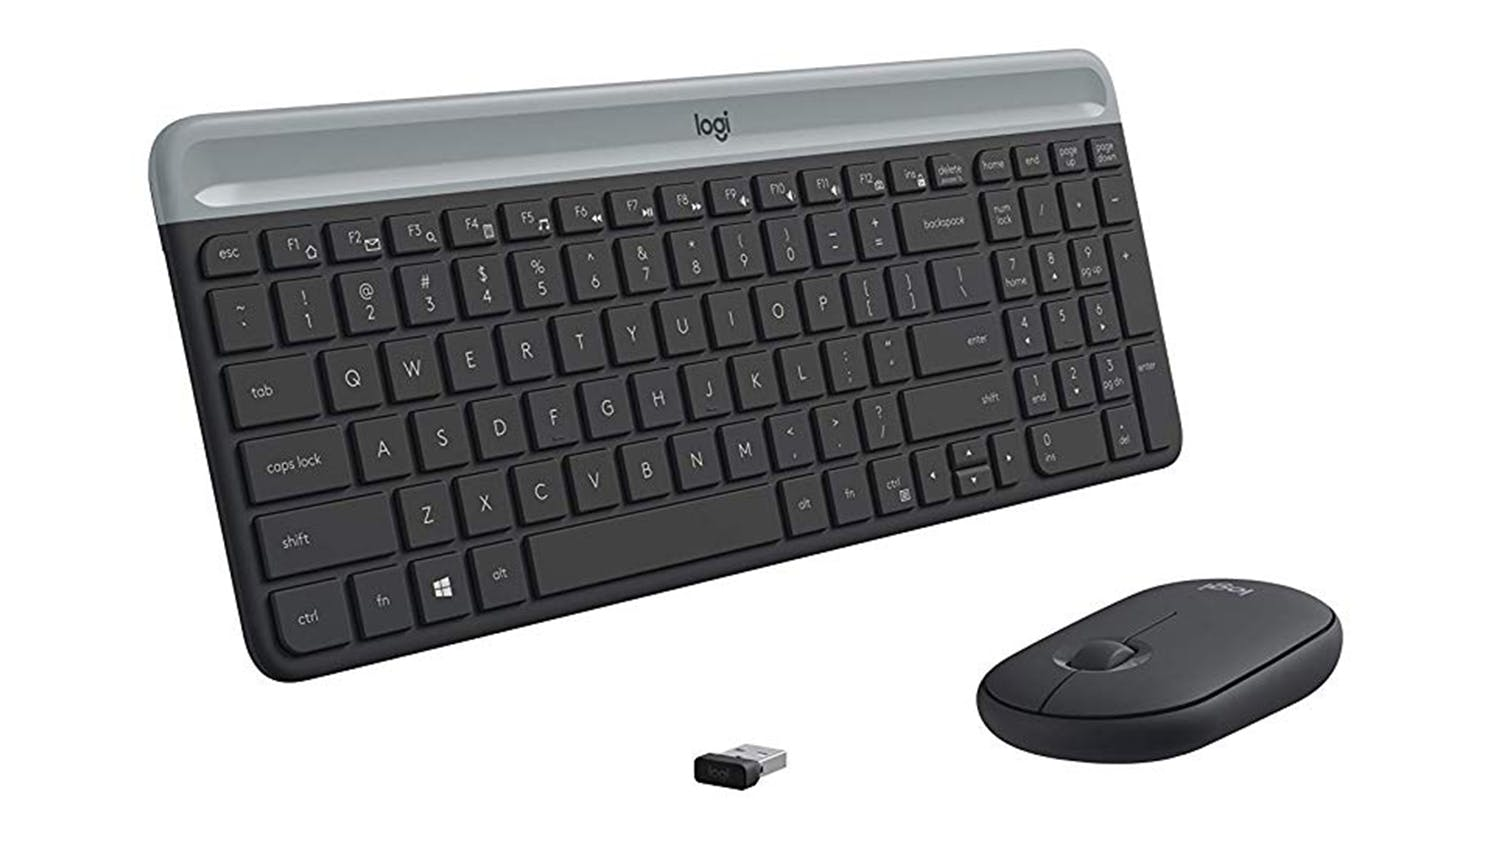 logi
esc F1 F2 F3 F4 F5 F6 F7 F8 F9 F10 F11 F12 ins delete home end page up page down
~ ` ! 1 @ 2 # 3 $ 4 % 5 ^ 6 & 7 * 8 ( 9 ) 0 _ - + = backspace num lock / * -
tab Q W E R T Y U I O P { [ } ] | \ 7 home 8 9 pg up +
caps lock A S D F G H J K L : ; " ' enter 4 5 6
shift Z X C V B N M < , > . ? / shift 1 end 2 3 pg dn enter
ctrl fn alt alt fn ctrl 0 ins . del
logi
logi